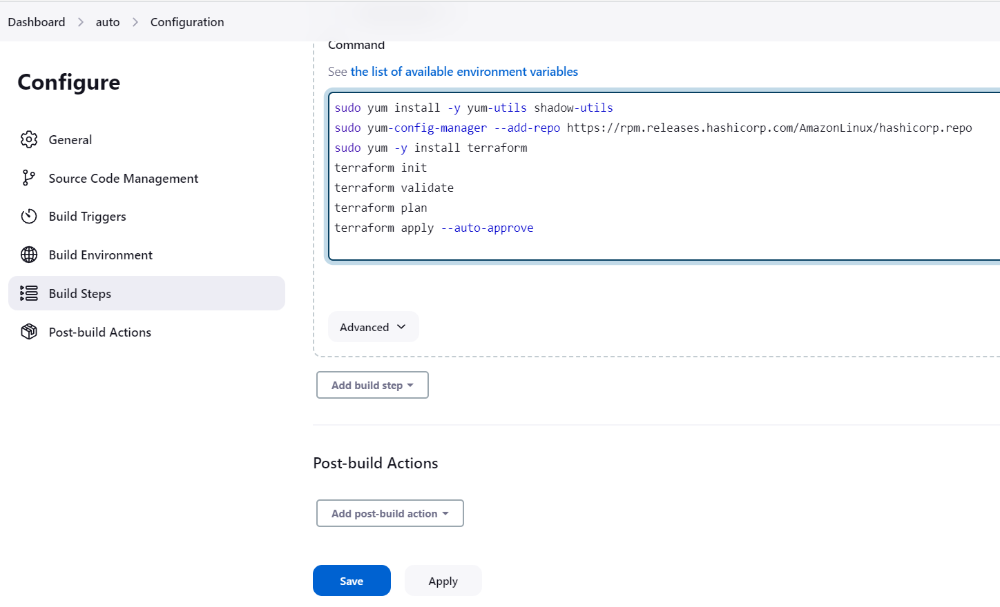 Dashboard > auto > Configuration
Configure
General
Source Code Management
Build Triggers
Build Environment
Build Steps
Post-build Actions
Command
See the list of available environment variables
sudo yum install -y yum-utils shadow-utils
sudo yum-config-manager --add-repo https://rpm.releases.hashicorp.com/AmazonLinux/hashicorp.repo
sudo yum -y install terraform
terraform init
terraform validate
terraform plan
terraform apply --auto-approve
Advanced
Add build step
Post-build Actions
Add post-build action
Save
Apply